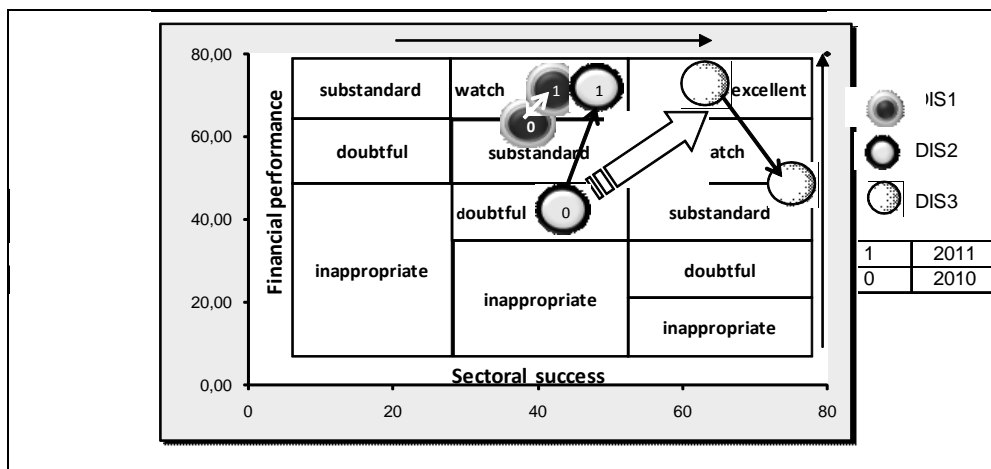 80,00
60,00
40,00
20,00
0,00
Financial performance
substandard
watch
excellent
doubtful
substandard
atch
doubtful
substandard
inappropriate
inappropriate
doubtful
inappropriate
0
1
1
0
Sectoral success
0
20
40
60
80
IS1
DIS2
DIS3
1 2011
0 2010